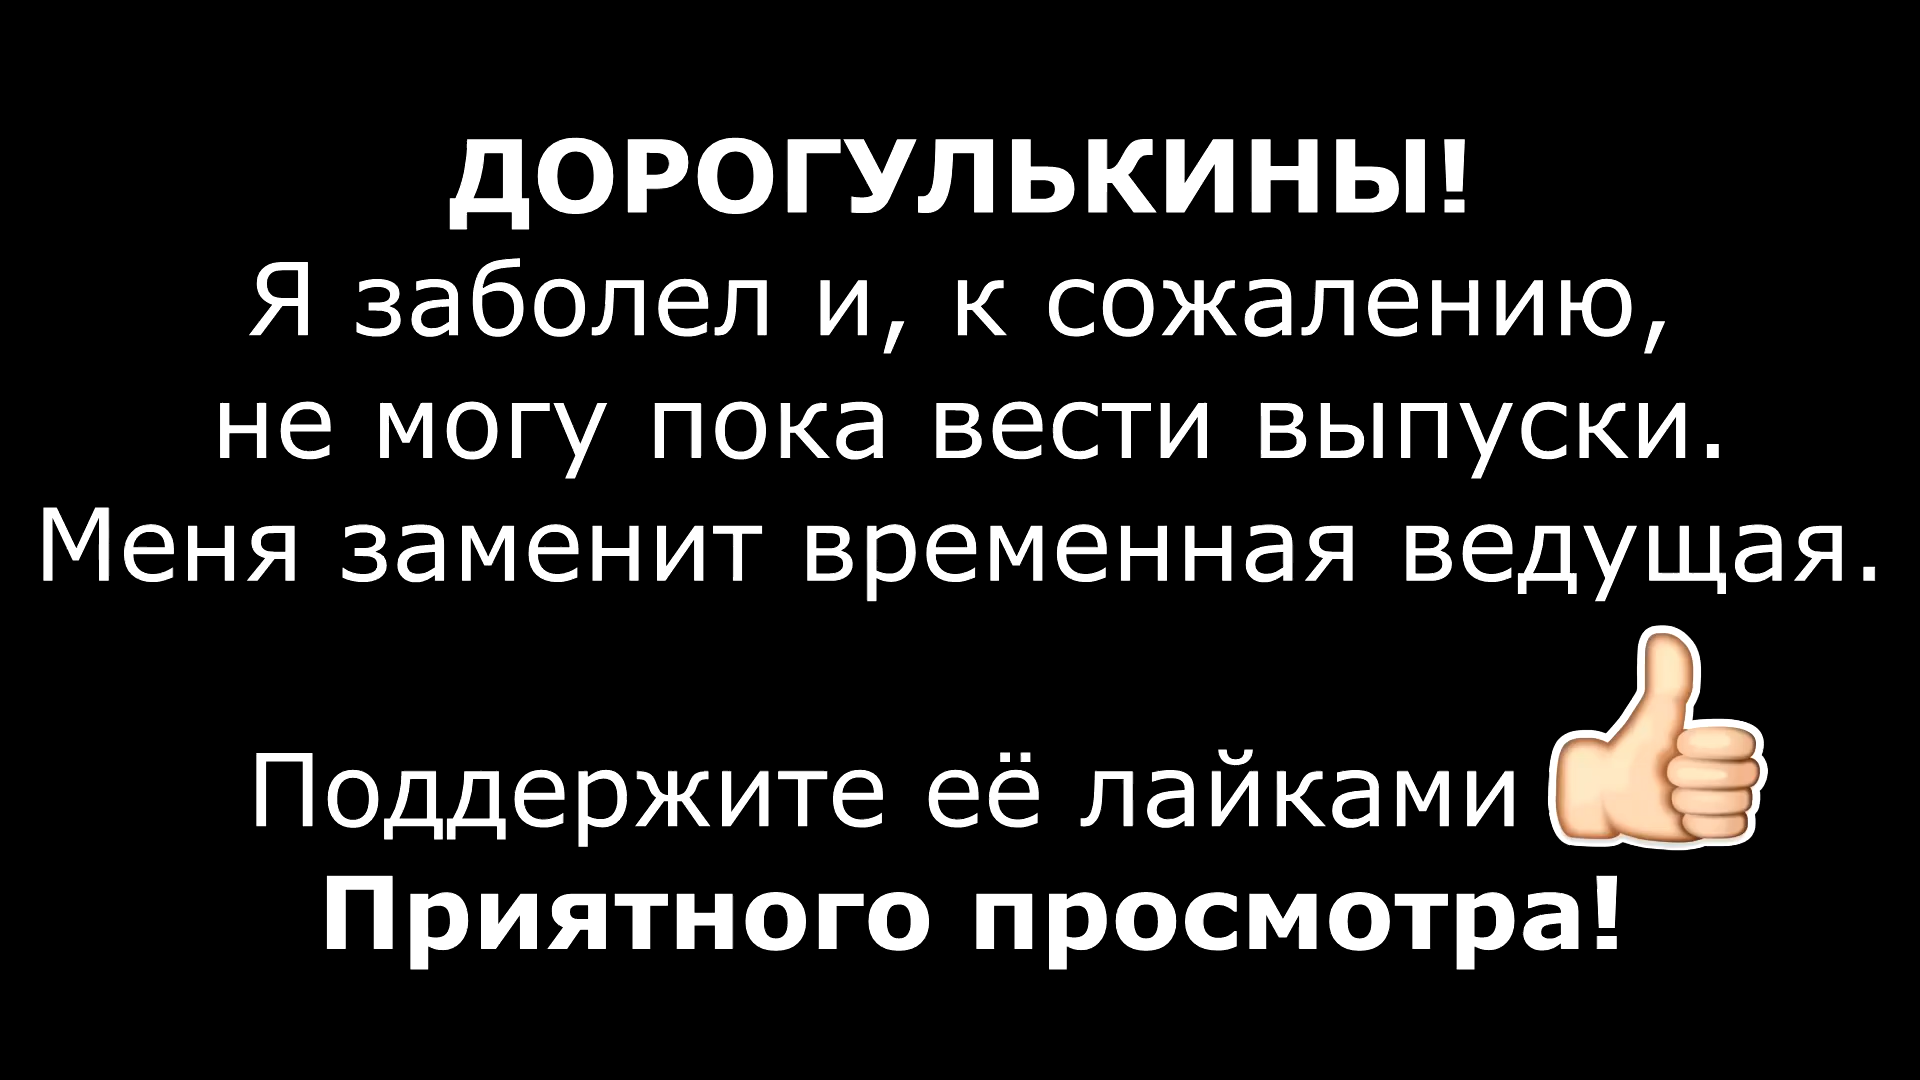 ДОРОГУЛЬКИНЫ!
Я заболел и, к сожалению,
не могу пока вести выпуски.
Меня заменит временная ведущая.
Поддержите её лайками
Приятного просмотра!